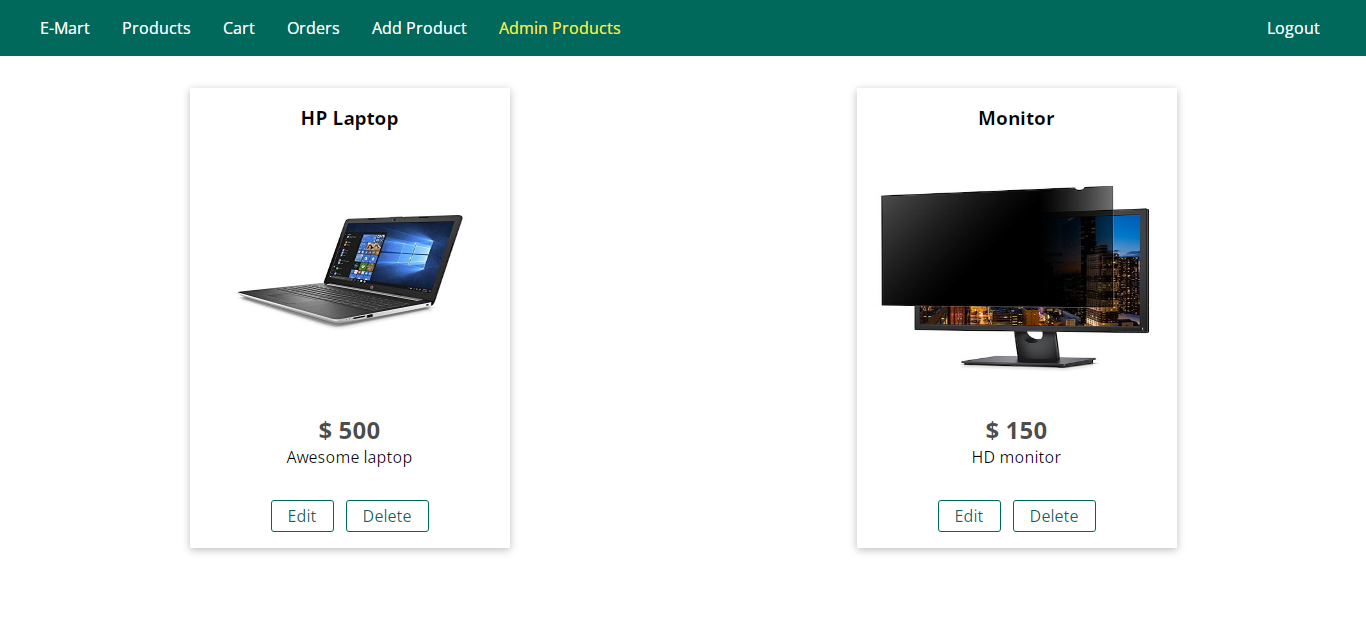 E-Mart Products Cart Orders Add Product Admin Products Logout
HP Laptop
$ 500
Awesome laptop
Edit Delete
Monitor
$ 150
HD monitor
Edit Delete